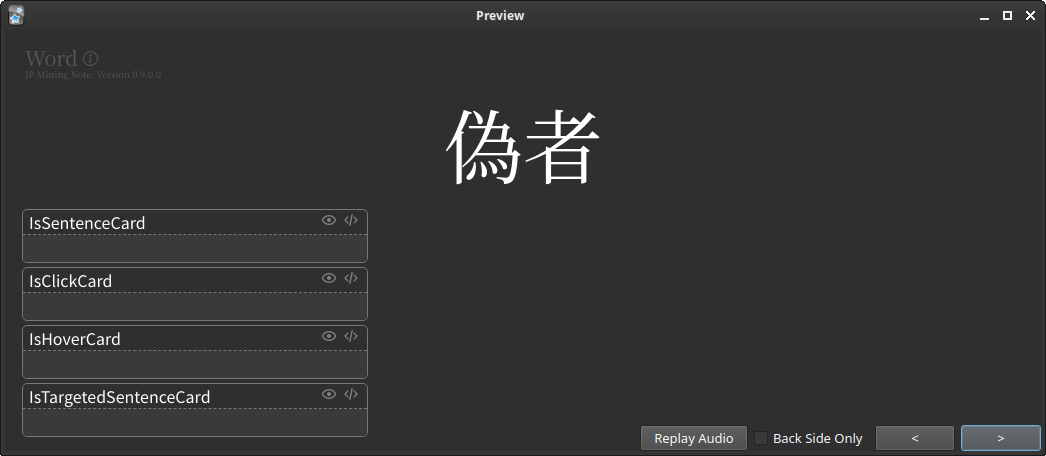 Preview
Word
JP Mining Note: Version 0.9.0.0
偽者
IsSentenceCard
IsClickCard
IsHoverCard
IsTargetedSentenceCard
Replay Audio Back Side Only < >